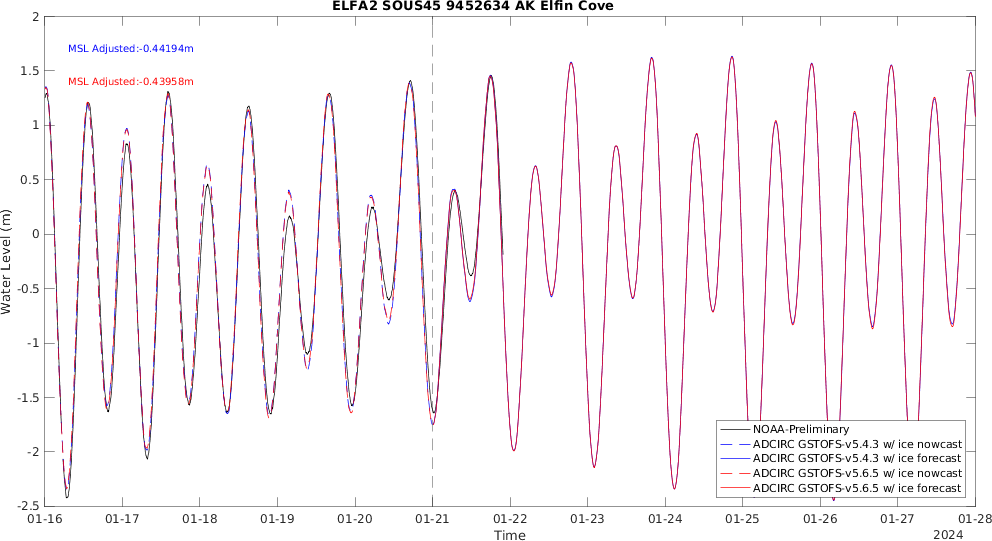 ELFA2 SOUS45 9452634 AK Elfin Cove
MSL Adjusted:-0.44194m
MSL Adjusted:-0.43958m
Water Level (m)
2
1.5
1
0.5
0
-0.5
-1
-1.5
-2
-2.5
NOAA-Preliminary
ADCIRC GSTOFS-v5.4.3 w/ ice nowcast
ADCIRC GSTOFS-v5.4.3 w/ ice forecast
ADCIRC GSTOFS-v5.6.5 w/ ice nowcast
ADCIRC GSTOFS-v5.6.5 w/ ice forecast
01-16 01-17 01-18 01-19 01-20 01-21 01-22 01-23 01-24 01-25 01-26 01-27 01-28
Time
2024